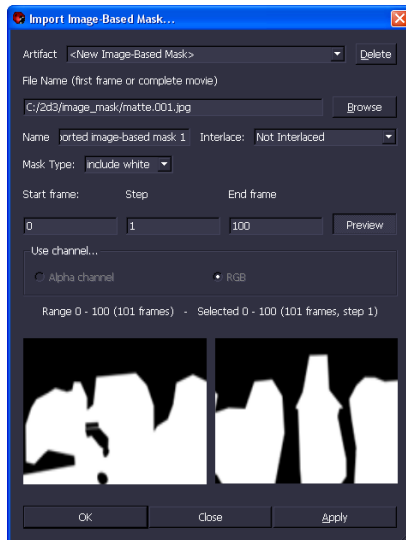 Import Image-Based Mask...
Artifact <New Image-Based Mask> Delete
File Name (first frame or complete movie)
C:/2d3/image_mask/matte.001.jpg Browse
Name orted image-based mask 1 Interlace: Not Interlaced
Mask Type: include white
Start frame: Step End frame
0 1 100 Preview
Use channel...
Alpha channel RGB
Range 0 - 100 (101 frames) - Selected 0 - 100 (101 frames, step 1)
OK Close Apply